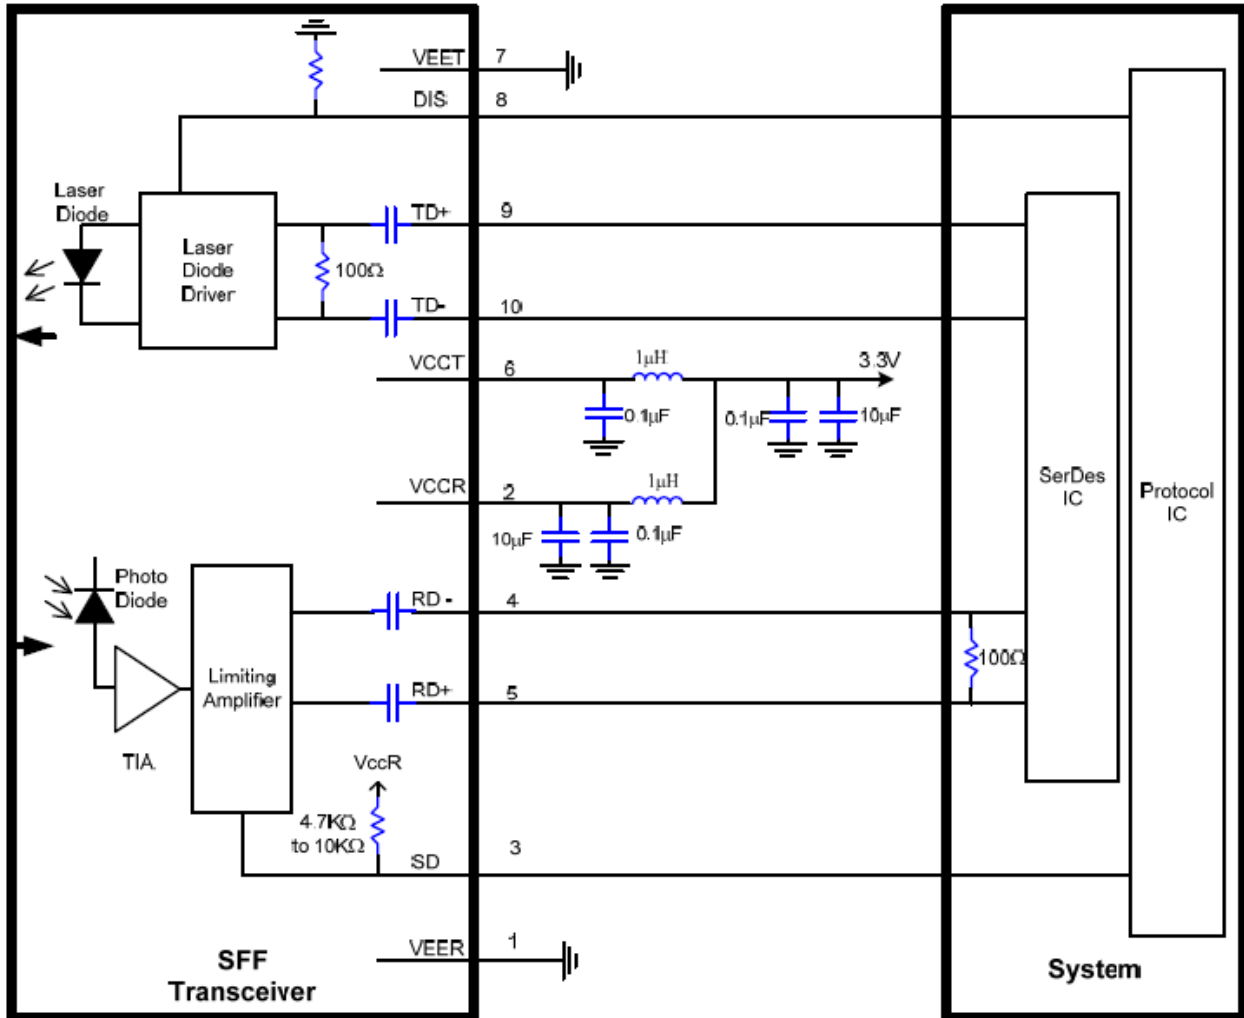 VEET 7
DIS 8
Laser
Diode
TD+ 9
Laser
Diode
Driver
100Ω
TD- 10
VCCT 6
1µH
3.3V
0.1µF
0.1µF
10µF
VCCR 2
1µH
10µF
0.1µF
SerDes
IC
Protocol
IC
Photo
Diode
RD - 4
100Ω
Limiting
Amplifier
RD+ 5
TIA.
VccR
4.7KΩ
to 10KΩ
SD 3
VEER 1
SFF
Transceiver
System